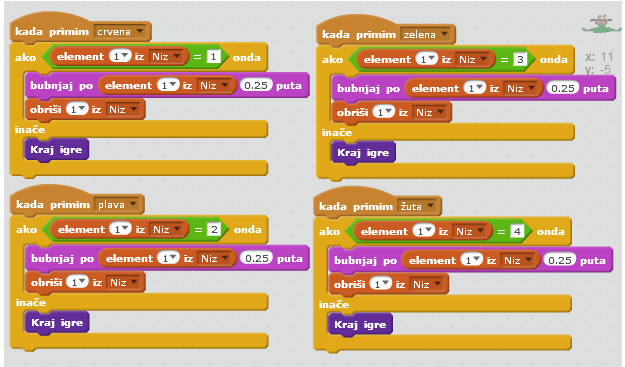 kada primim crvena
ako element 1 iz Niz = 1 onda
bubnjaj po element 1 iz Niz 0.25 puta
obriši 1 iz Niz
inače
Kraj igre
kada primim zelena
ako element 1 iz Niz = 3 onda
bubnjaj po element 1 iz Niz 0.25 puta
obriši 1 iz Niz
inače
Kraj igre
x: 11
y: -5
kada primim plava
ako element 1 iz Niz = 2 onda
bubnjaj po element 1 iz Niz 0.25 puta
obriši 1 iz Niz
inače
Kraj igre
kada primim žuta
ako element 1 iz Niz = 4 onda
bubnjaj po element 1 iz Niz 0.25 puta
obriši 1 iz Niz
inače
Kraj igre